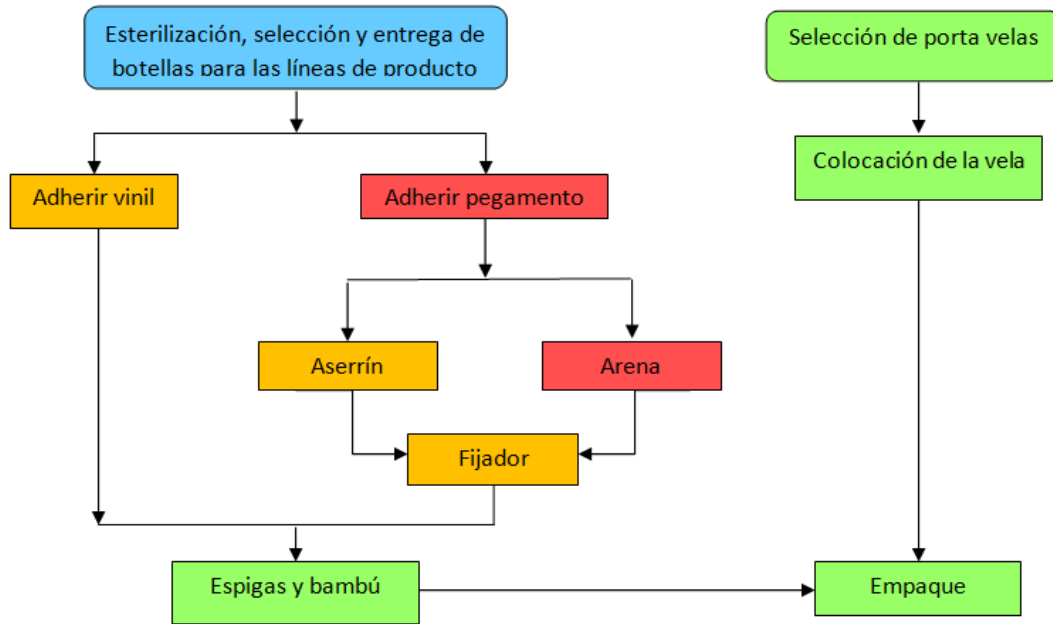 Esterilización, selección y entrega de
botellas para las líneas de producto
Selección de porta velas
Colocación de la vela
Adherir vinil
Adherir pegamento
Aserrín
Arena
Fijador
Espigas y bambú
Empaque